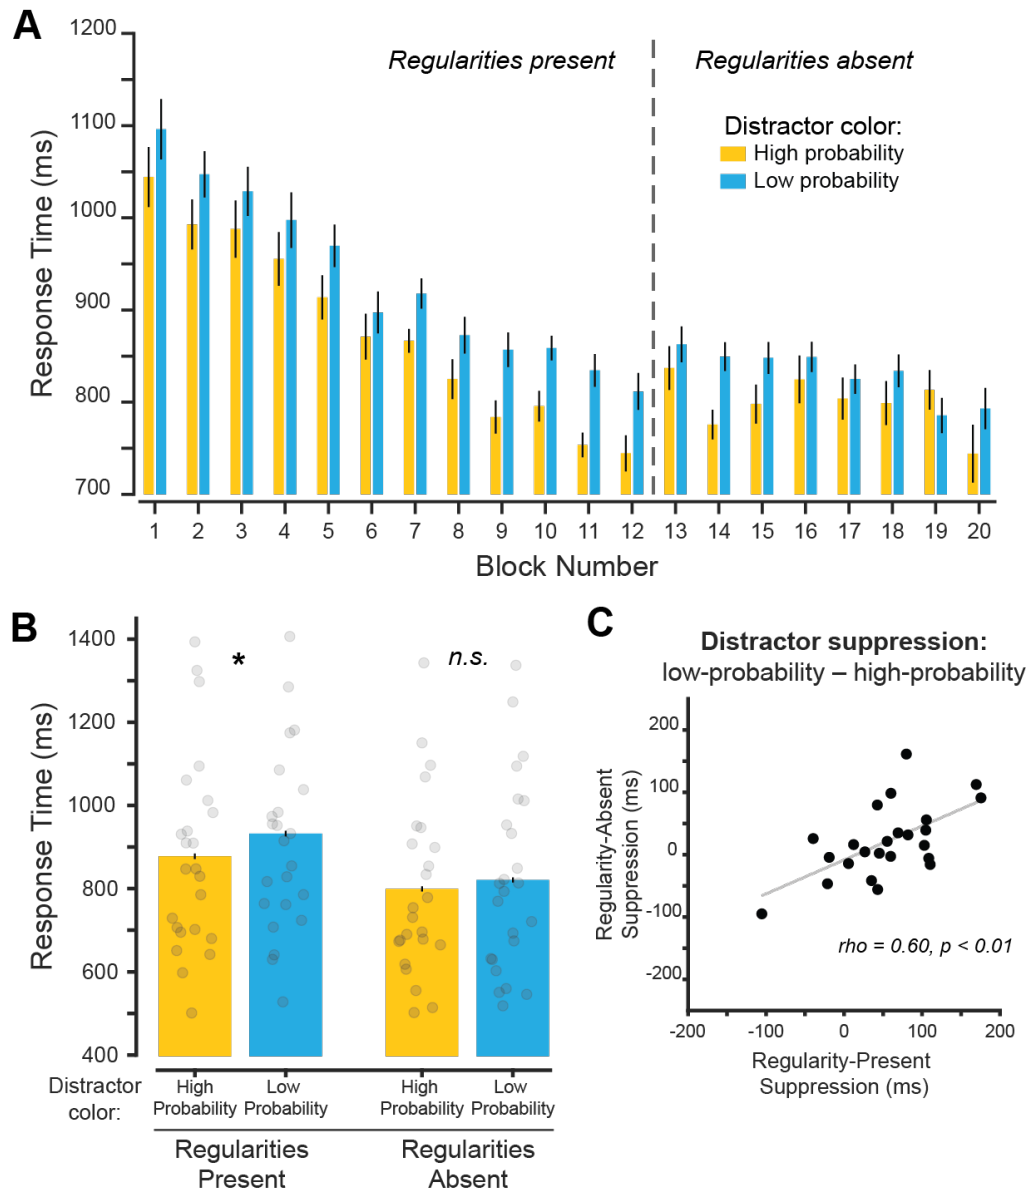 A
1200
1100
1000
900
800
700
Response Time (ms)
Regularities present
Regularities absent
Distractor color:
High probability
Low probability
1 2 3 4 5 6 7 8 9 10 11 12 13 14 15 16 17 18 19 20
Block Number
B
1400
1200
1000
800
600
400
Response Time (ms)
*
n.s.
Distractor
color:
High
Probability
Low
Probability
High
Probability
Low
Probability
Regularities
Present
Regularities
Absent
C
Distractor suppression:
low-probability – high-probability
200
100
0
-100
-200
Regularity-Absent
Suppression (ms)
rho = 0.60, p < 0.01
-200 -100 0 100 200
Regularity-Present
Suppression (ms)